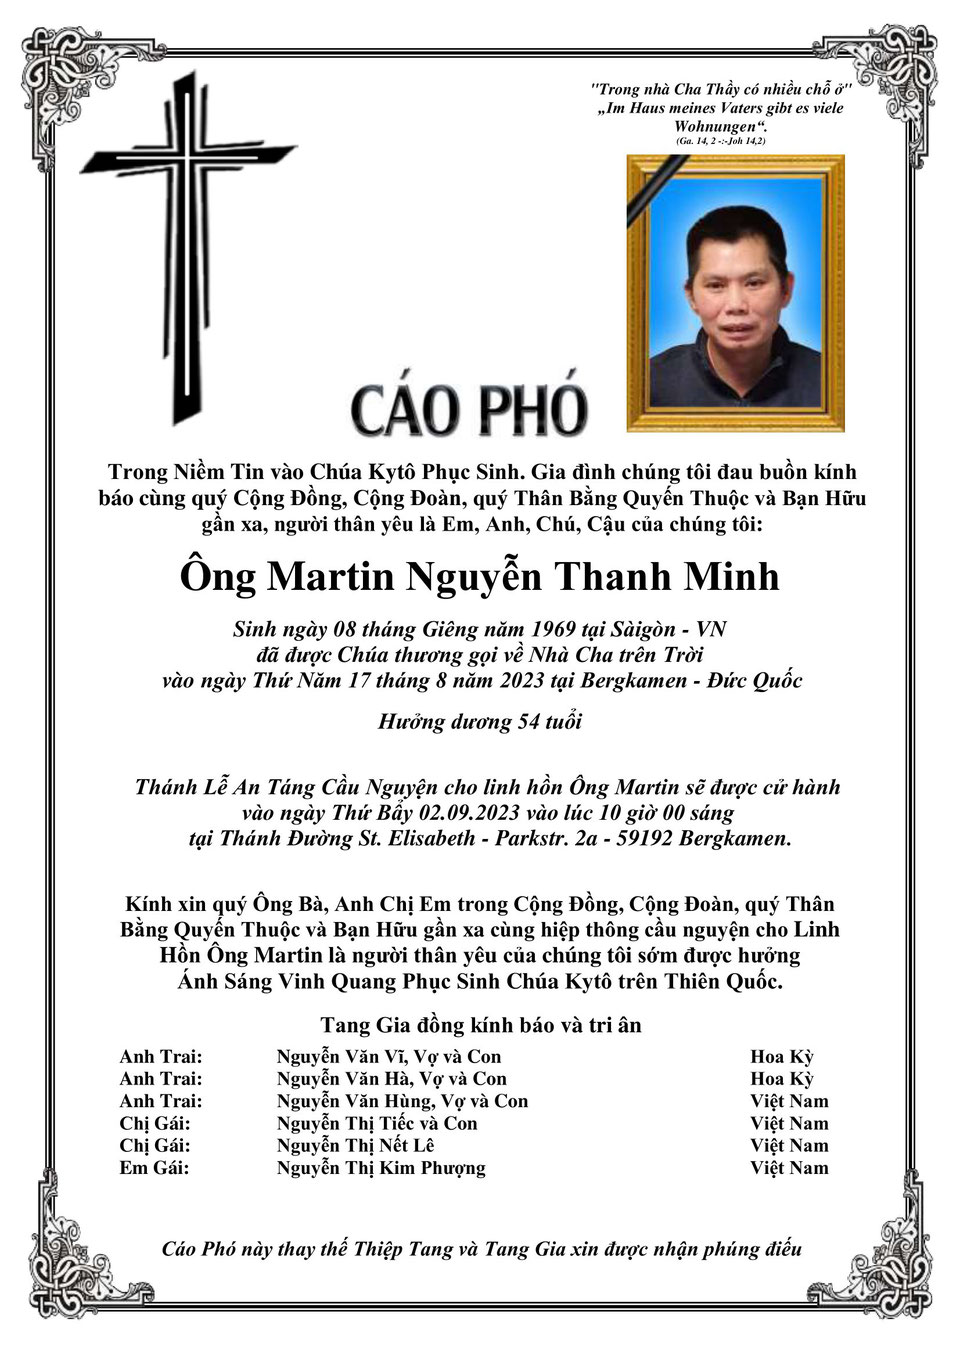 "Trong nhà Cha Thầy có nhiều chỗ ở"
„Im Haus meines Vaters gibt es viele
Wohnungen“.
(Ga. 14, 2 -:-Joh 14,2)
CÁO PHÓ
Trong Niềm Tin vào Chúa Kytô Phục Sinh. Gia đình chúng tôi đau buồn kính
báo cùng quý Cộng Đồng, Cộng Đoàn, quý Thân Bằng Quyến Thuộc và Bạn Hữu
gần xa, người thân yêu là Em, Anh, Chú, Cậu của chúng tôi:
Ông Martin Nguyễn Thanh Minh
Sinh ngày 08 tháng Giêng năm 1969 tại Sàigòn - VN
đã được Chúa thương gọi về Nhà Cha trên Trời
vào ngày Thứ Năm 17 tháng 8 năm 2023 tại Bergkamen - Đức Quốc
Hưởng dương 54 tuổi
Thánh Lễ An Táng Cầu Nguyện cho linh hồn Ông Martin sẽ được cử hành
vào ngày Thứ Bẩy 02.09.2023 vào lúc 10 giờ 00 sáng
tại Thánh Đường St. Elisabeth - Parkstr. 2a - 59192 Bergkamen.
Kính xin quý Ông Bà, Anh Chị Em trong Cộng Đồng, Cộng Đoàn, quý Thân
Bằng Quyến Thuộc và Bạn Hữu gần xa cùng hiệp thông cầu nguyện cho Linh
Hồn Ông Martin là người thân yêu của chúng tôi sớm được hưởng
Ánh Sáng Vinh Quang Phục Sinh Chúa Kytô trên Thiên Quốc.
Tang Gia đồng kính báo và tri ân
Anh Trai: Nguyễn Văn Vĩ, Vợ và Con Hoa Kỳ
Anh Trai: Nguyễn Văn Hà, Vợ và Con Hoa Kỳ
Anh Trai: Nguyễn Văn Hùng, Vợ và Con Việt Nam
Chị Gái: Nguyễn Thị Tiếc và Con Việt Nam
Chị Gái: Nguyễn Thị Nết Lê Việt Nam
Em Gái: Nguyễn Thị Kim Phượng Việt Nam
Cáo Phó này thay thế Thiệp Tang và Tang Gia xin được nhận phúng điếu